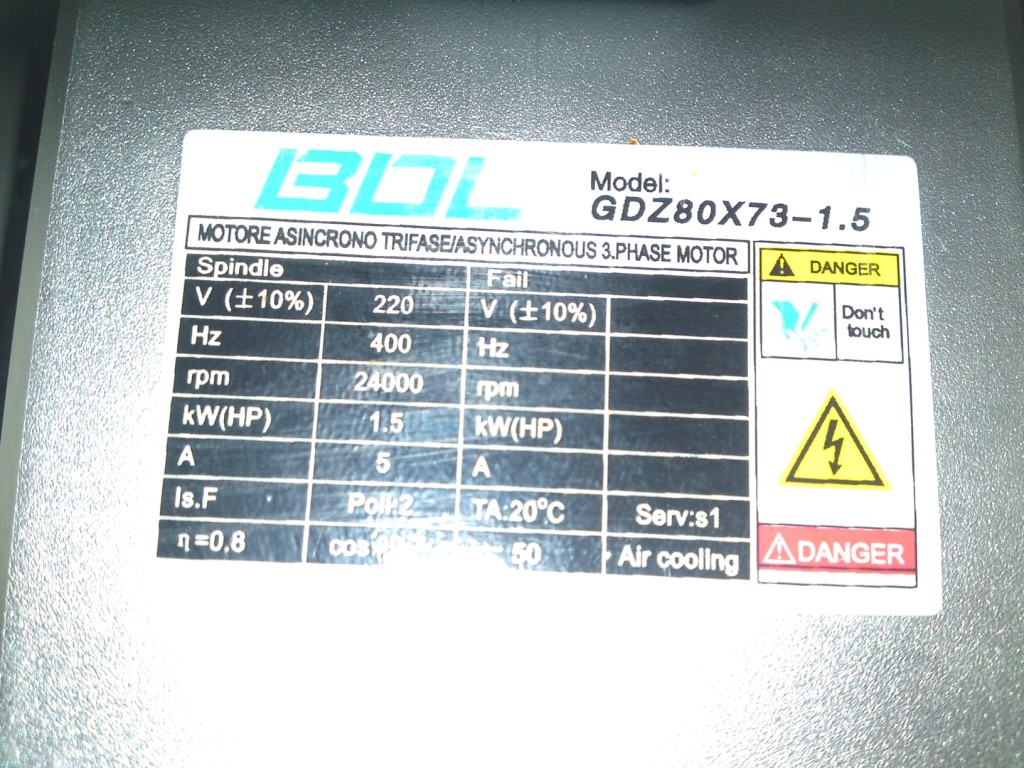 BDL
Model:
GDZ80X73-1.5
MOTORE ASINCRONO TRIFASE/ASYNCHRONOUS 3.PHASE MOTOR
Spindle Fail
V (±10%) 220 V (±10%)
Hz 400 Hz
rpm 24000 rpm
kW(HP) 1.5 kW(HP)
A 5 A
Is.F Poli:2 TA:20°C Serv:s1
η=0.8 cos 50 Air cooling
DANGER
Don't
touch
DANGER